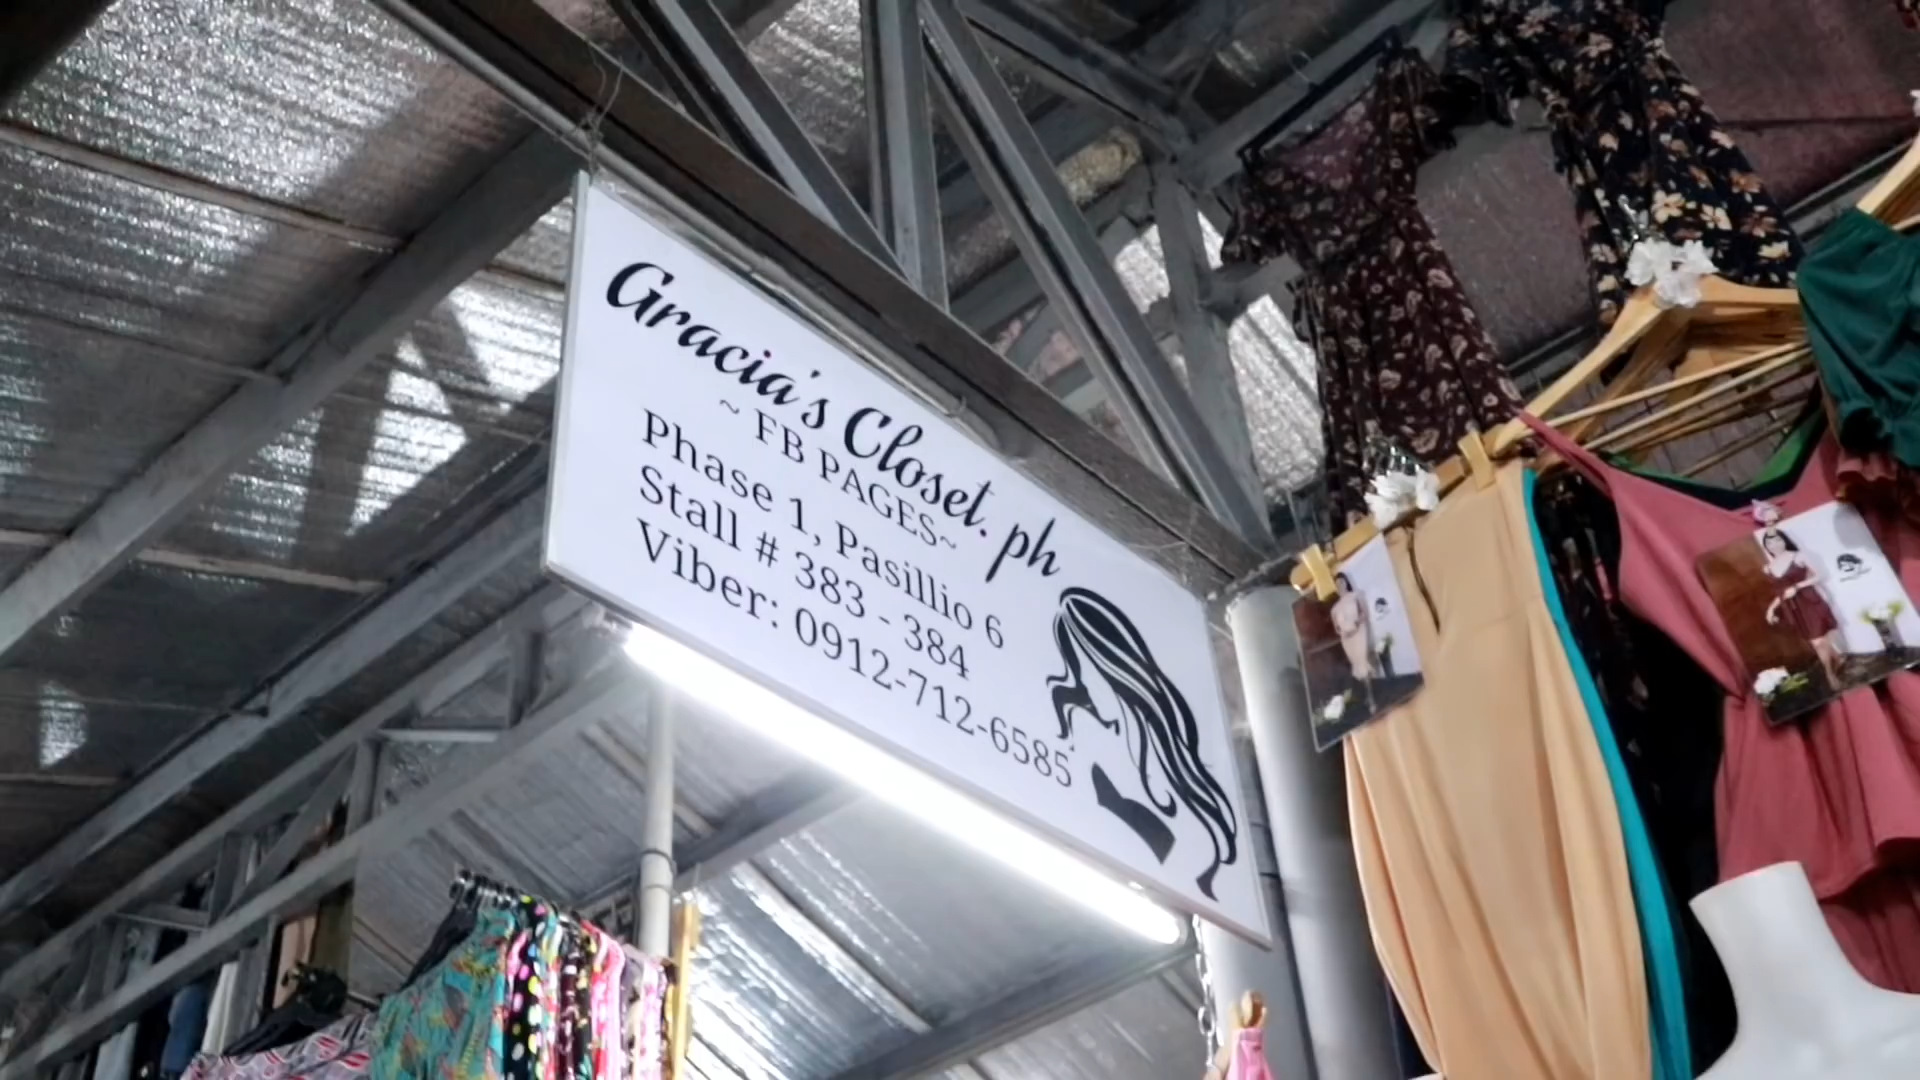 Gracia's Closet. ph
~ FB PAGES~
Phase 1, Pasillio 6
Stall # 383 - 384
Viber: 0912-712-6585